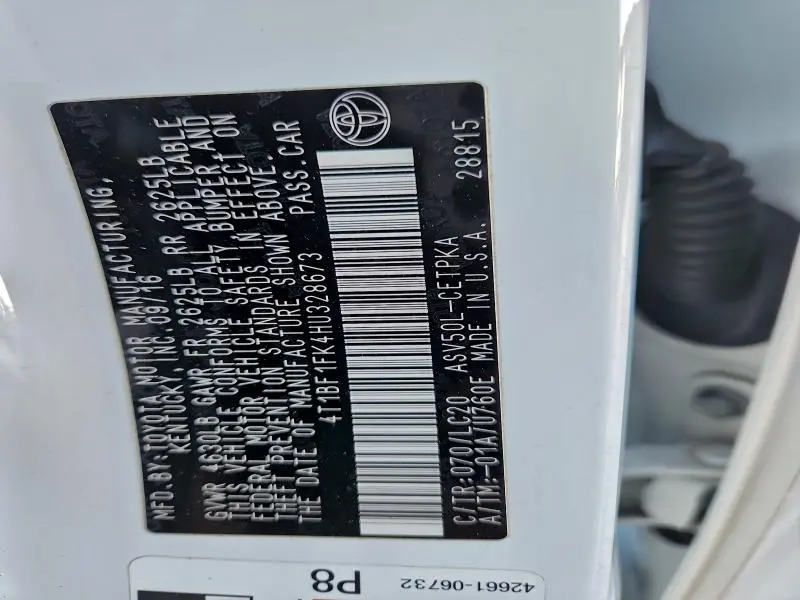 MFD.BY:TOYOTA MOTOR MANUFACTURING,
KENTUCKY, INC. 09/16
GVWR 4630LB GAWR FR 2625LB RR 2625LB
THIS VEHICLE CONFORMS TO ALL APPLICABLE
FEDERAL MOTOR VEHICLE SAFETY, BUMPER, AND
THEFT PREVENTION STANDARDS IN EFFECT ON
THE DATE OF MANUFACTURE SHOWN ABOVE.
4T1BF1FK4HU328673 PASS.CAR
C/TR:070/LC20 ASV50L-CETPKA 28815
A/TM:-01A/U760E MADE IN U.S.A.
P8
42661-06732